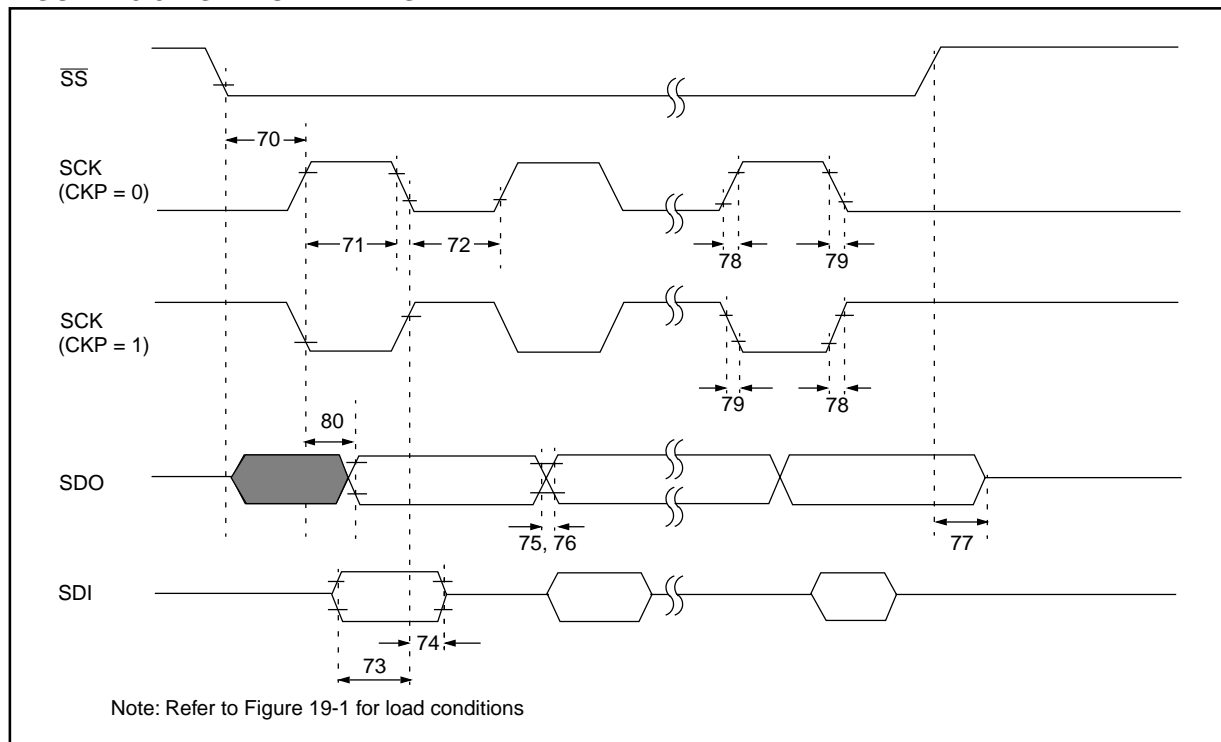 SS
70
SCK
(CKP = 0)
71
72
78
79
SCK
(CKP = 1)
79
78
80
SDO
75, 76
77
SDI
74
73
Note: Refer to Figure 19-1 for load conditions